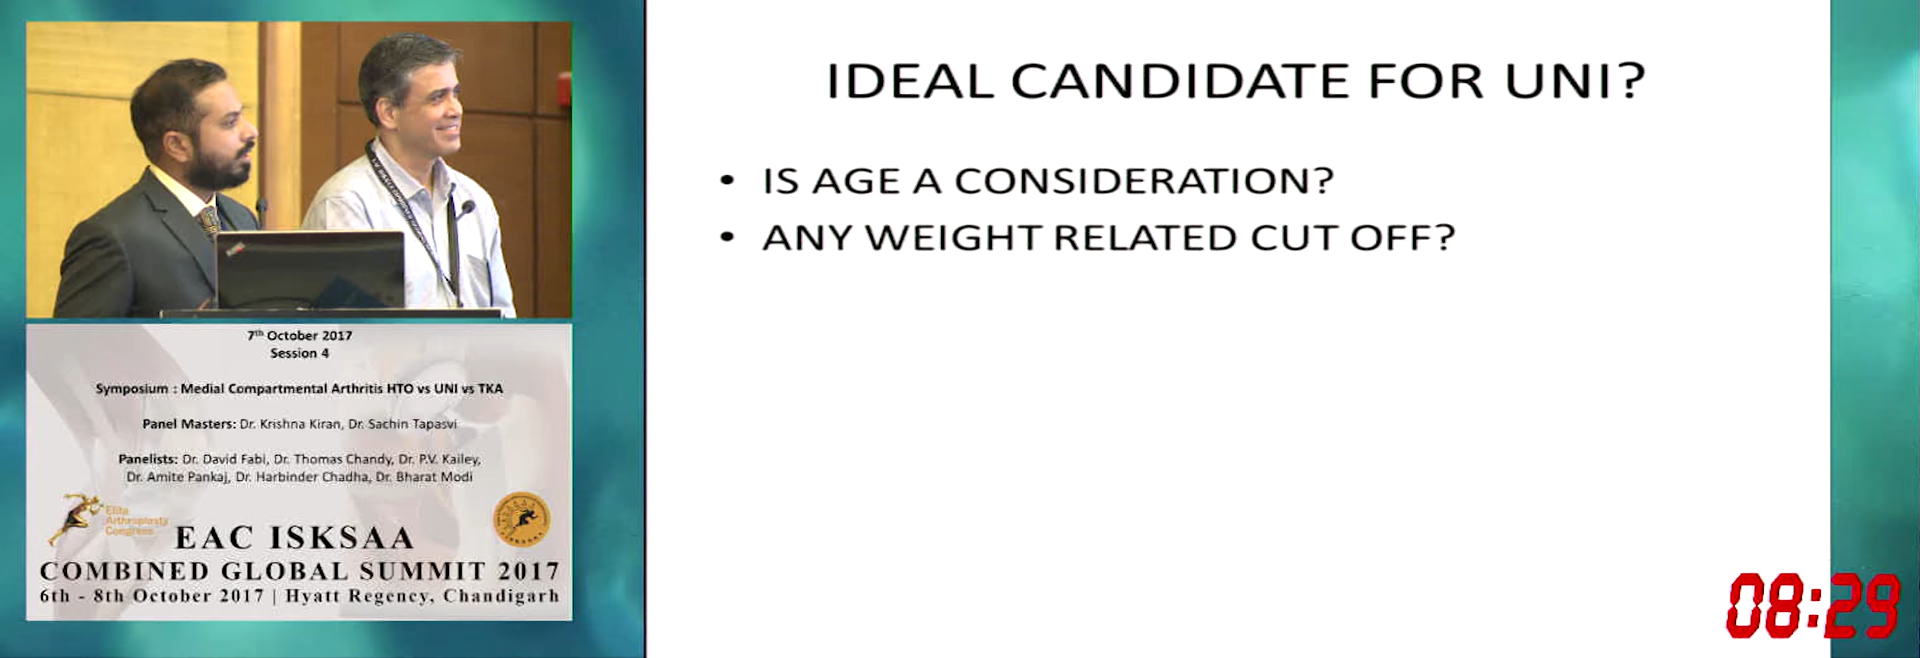 7th October 2017
Session 4
Symposium : Medial Compartmental Arthritis HTO vs UNI vs TKA
Panel Masters: Dr. Krishna Kiran, Dr. Sachin Tapasvi
Panelists: Dr. David Fabi, Dr. Thomas Chandy, Dr. P.V. Kailey,
Dr. Amite Pankaj, Dr. Harbinder Chadha, Dr. Bharat Modi
Elite
Arthroplasty
Congress
EAC ISKSAA
COMBINED GLOBAL SUMMIT 2017
6th - 8th October 2017 | Hyatt Regency, Chandigarh
IDEAL CANDIDATE FOR UNI?
• IS AGE A CONSIDERATION?
• ANY WEIGHT RELATED CUT OFF?
08:29